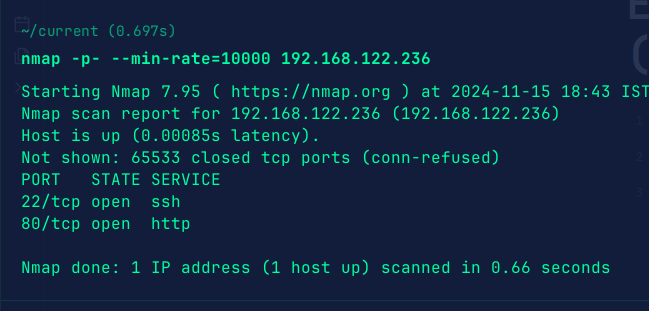 ~/current (0.697s)
nmap -p- --min-rate=10000 192.168.122.236
Starting Nmap 7.95 ( https://nmap.org ) at 2024-11-15 18:43 IST
Nmap scan report for 192.168.122.236 (192.168.122.236)
Host is up (0.00085s latency).
Not shown: 65533 closed tcp ports (conn-refused)
PORT   STATE SERVICE
22/tcp open  ssh
80/tcp open  http
Nmap done: 1 IP address (1 host up) scanned in 0.66 seconds